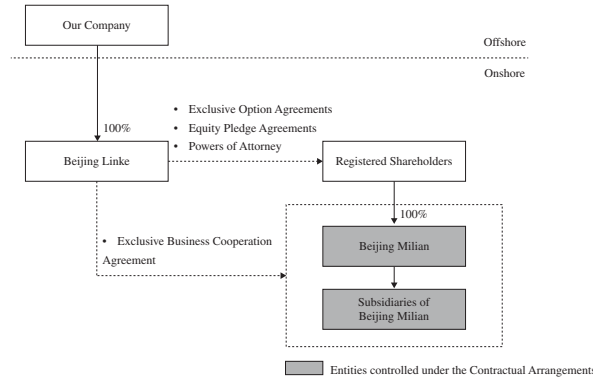 Our Company
Offshore
Onshore
• Exclusive Option Agreements
100%
• Equity Pledge Agreements
• Powers of Attorney
Beijing Linke
Registered Shareholders
100%
• Exclusive Business Cooperation
Agreement
Beijing Milian
Subsidiaries of
Beijing Milian
Entities controlled under the Contractual Arrangements